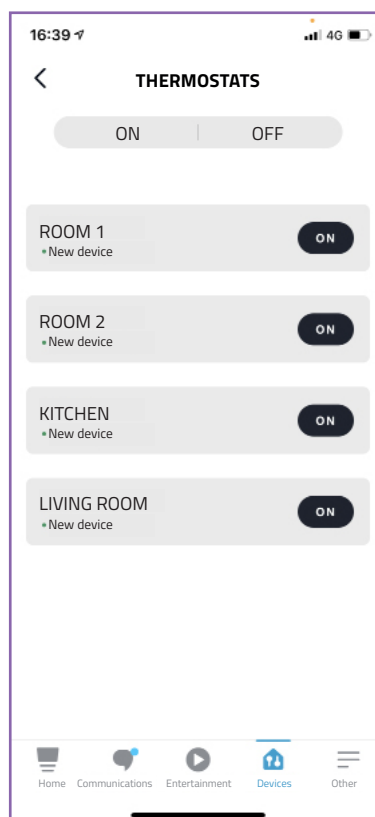 16:39 4G
THERMOSTATS
ON OFF
ROOM 1
New device
ON
ROOM 2
New device
ON
KITCHEN
New device
ON
LIVING ROOM
New device
ON
Home Communications Entertainment Devices Other